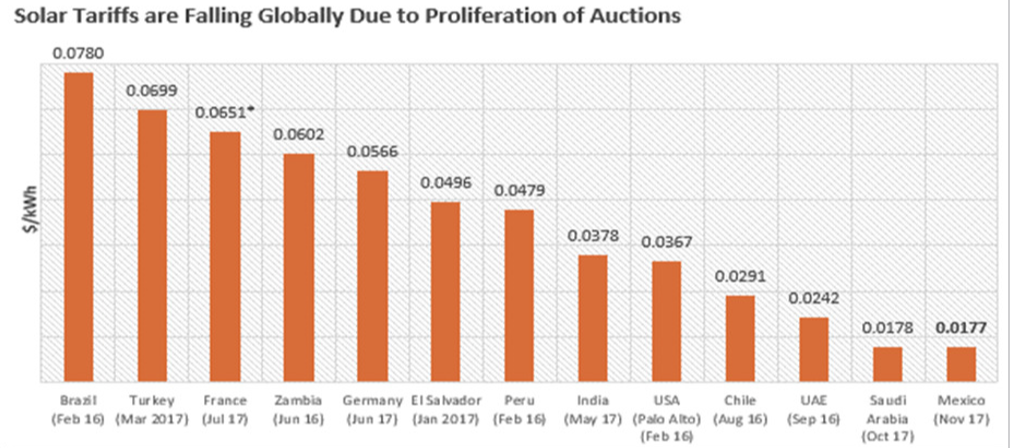 Solar Tariffs are Falling Globally Due to Proliferation of Auctions
0.0780
0.0699
0.0651*
0.0602
0.0566
0.0496
0.0479
0.0378
0.0367
0.0291
0.0242
0.0178
0.0177
$/kWh
Brazil
(Feb 16)
Turkey
(Mar 2017)
France
(Jul 17)
Zambia
(Jun 16)
Germany
(Jun 17)
El Salvador
(Jan 2017)
Peru
(Feb 16)
India
(May 17)
USA
(Palo Alto)
(Feb 16)
Chile
(Aug 16)
UAE
(Sep 16)
Saudi
Arabia
(Oct 17)
Mexico
(Nov 17)